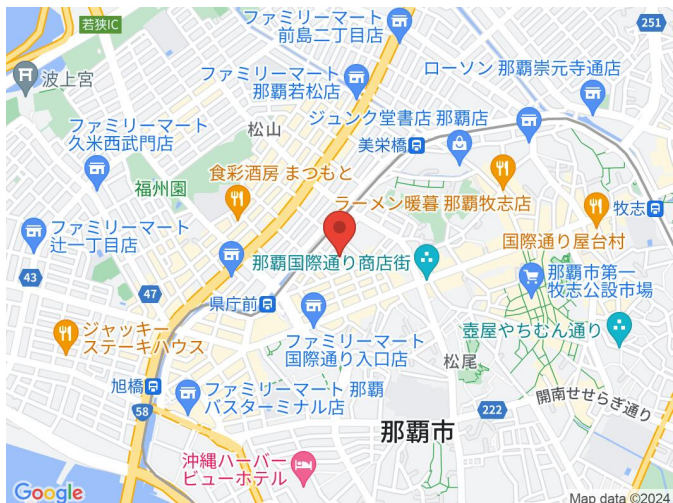 若狭IC
ファミリーマート
前島二丁目店
251
波上宮
ファミリーマート
那覇若松店
ローソン 那覇崇元寺通店
ファミリーマート
久米西武門店
松山
ジュンク堂書店 那覇店
美栄橋
福州園
食彩酒房 まつもと
ラーメン暖暮 那覇牧志店
牧志
ファミリーマート
辻一丁目店
国際通り屋台村
43
47
那覇国際通り商店街
那覇市第一
牧志公設市場
県庁前
ジャッキー
ステーキハウス
ファミリーマート
国際通り入口店
壺屋やちむん通り
松尾
旭橋
58
ファミリーマート 那覇
バスターミナル店
222
開南せせらぎ通り
那覇市
沖縄ハーバー
ビューホテル
Google
Map data ©2024